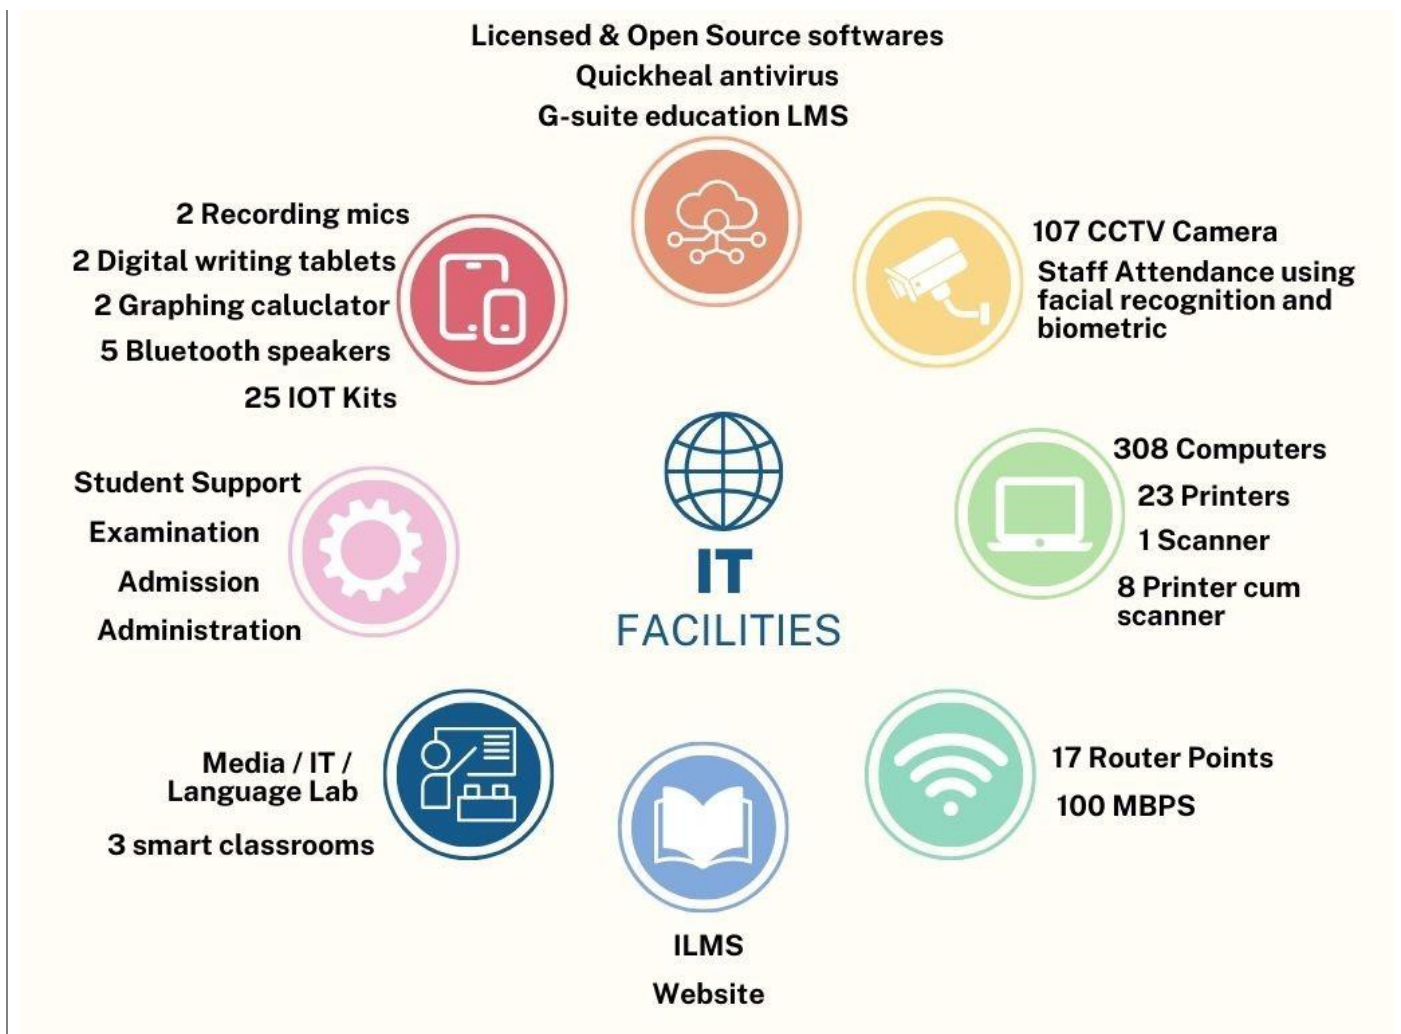 Licensed & Open Source softwares
Quickheal antivirus
G-suite education LMS
2 Recording mics
2 Digital writing tablets
2 Graphing caluclator
5 Bluetooth speakers
25 IOT Kits
107 CCTV Camera
Staff Attendance using
facial recognition and
biometric
Student Support
Examination
Admission
Administration
IT
FACILITIES
308 Computers
23 Printers
1 Scanner
8 Printer cum
scanner
Media / IT /
Language Lab
3 smart classrooms
17 Router Points
100 MBPS
ILMS
Website